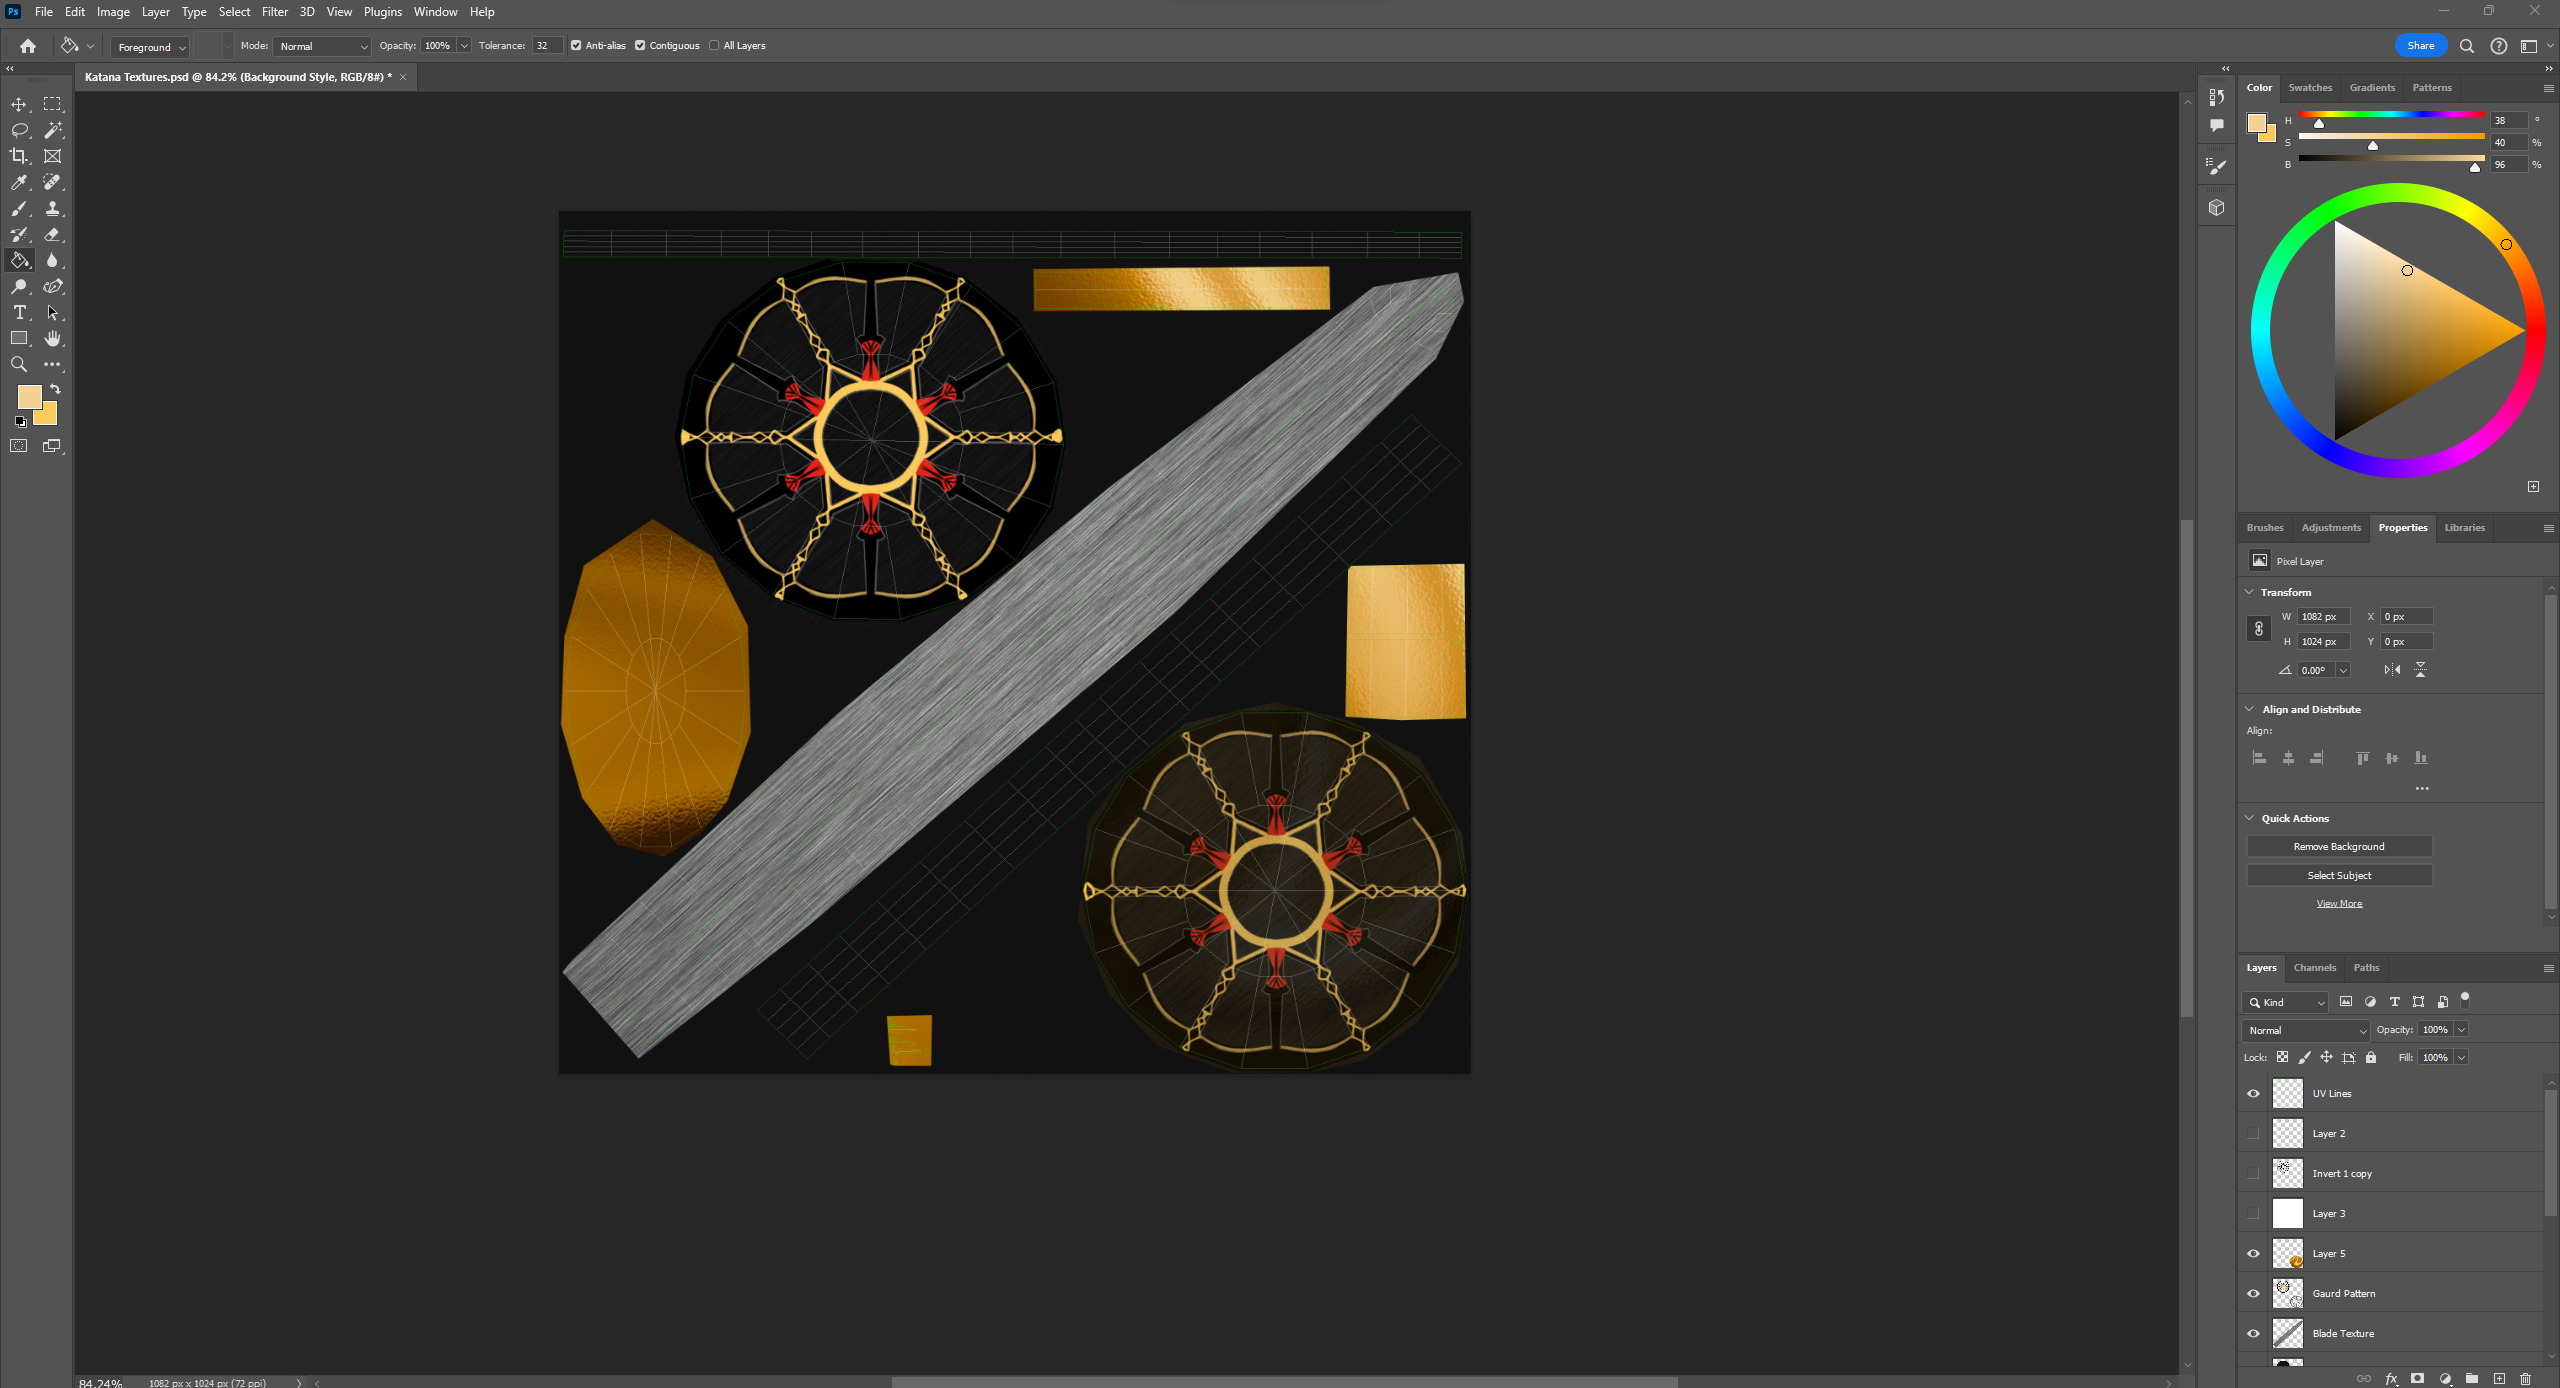 Ps File Edit Image Layer Type Select Filter 3D View Plugins Window Help
Foreground Mode: Normal Opacity: 100% Tolerance: 32 Anti-alias Contiguous All Layers Share
Katana Textures.psd @ 84.2% (Background Style, RGB/8#) *
Color Swatches Gradients Patterns
H 38 °
S 40 %
B 96 %
Brushes Adjustments Properties Libraries
Pixel Layer
Transform
W 1082 px X 0 px
H 1024 px Y 0 px
0.00°
Align and Distribute
Align:
Quick Actions
Remove Background
Select Subject
View More
Layers Channels Paths
Kind
Normal Opacity: 100%
Lock: Fill: 100%
UV Lines
Layer 2
Invert 1 copy
Layer 3
Layer 5
Gaurd Pattern
Blade Texture
84.24% 1082 px x 1024 px (72 ppi)